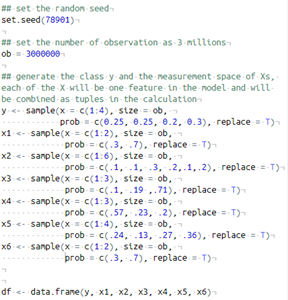 ## set the random seed
set.seed(78901)
## set the number of observation as 3 millions
ob = 3000000
## generate the class y and the measurement space of Xs,
each of the X will be one feature in the model and will
be combined as tuples in the calculation
y <- sample(x = c(1:4), size = ob,
prob = c(0.25, 0.25, 0.2, 0.3), replace = T)
x1 <- sample(x = c(1:2), size = ob,
prob = c(.3, .7), replace = T)
x2 <- sample(x = c(1:6), size = ob,
prob = c(.1, .1, .3, .2,.1,.2), replace = T)
x3 <- sample(x = c(1:3), size = ob,
prob = c(.1, .19 ,.71), replace = T)
x4 <- sample(x = c(1:3), size = ob,
prob = c(.57, .23, .2), replace = T)
x5 <- sample(x = c(1:4), size = ob,
prob = c(.24, .13, .27, .36), replace = T)
x6 <- sample(x = c(1:2), size = ob,
prob = c(.3, .7), replace = T)
df <- data.frame(y, x1, x2, x3, x4, x5, x6)